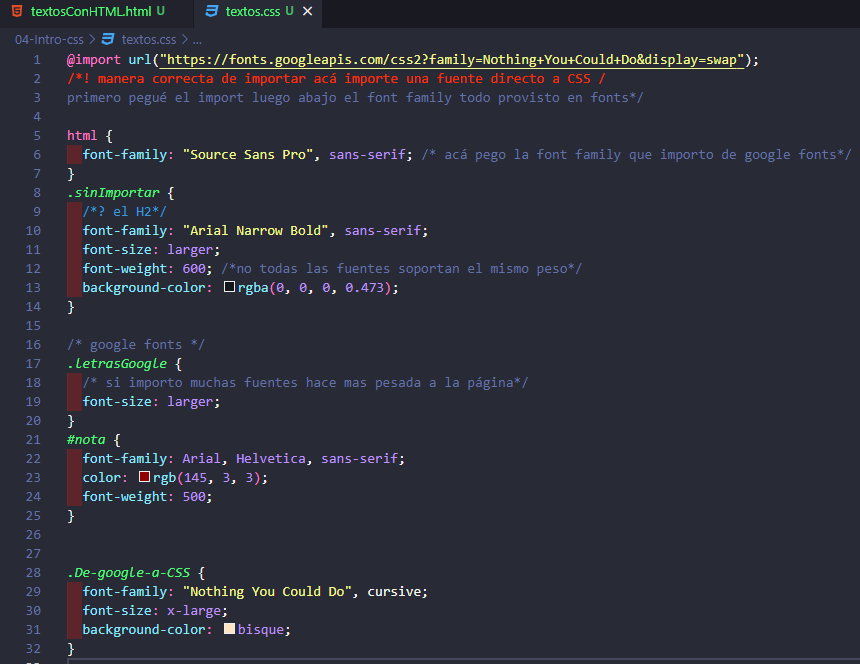 textosConHTML.html U
textos.css U ×
04-Intro-css > textos.css > ...
1 @import url("https://fonts.googleapis.com/css2?family=Nothing+You+Could+Do&display=swap");
2 /*! manera correcta de importar acá importe una fuente directo a CSS /
3 primero pegué el import luego abajo el font family todo provisto en fonts*/
4
5 html {
6 font-family: "Source Sans Pro", sans-serif; /* acá pego la font family que importo de google fonts*/
7 }
8 .sinImportar {
9 /*? el H2*/
10 font-family: "Arial Narrow Bold", sans-serif;
11 font-size: larger;
12 font-weight: 600; /*no todas las fuentes soportan el mismo peso*/
13 background-color: rgba(0, 0, 0, 0.473);
14 }
15
16 /* google fonts */
17 .letrasGoogle {
18 /* si importo muchas fuentes hace mas pesada a la página*/
19 font-size: larger;
20 }
21 #nota {
22 font-family: Arial, Helvetica, sans-serif;
23 color: rgb(145, 3, 3);
24 font-weight: 500;
25 }
26
27
28 .De-google-a-CSS {
29 font-family: "Nothing You Could Do", cursive;
30 font-size: x-large;
31 background-color: bisque;
32 }